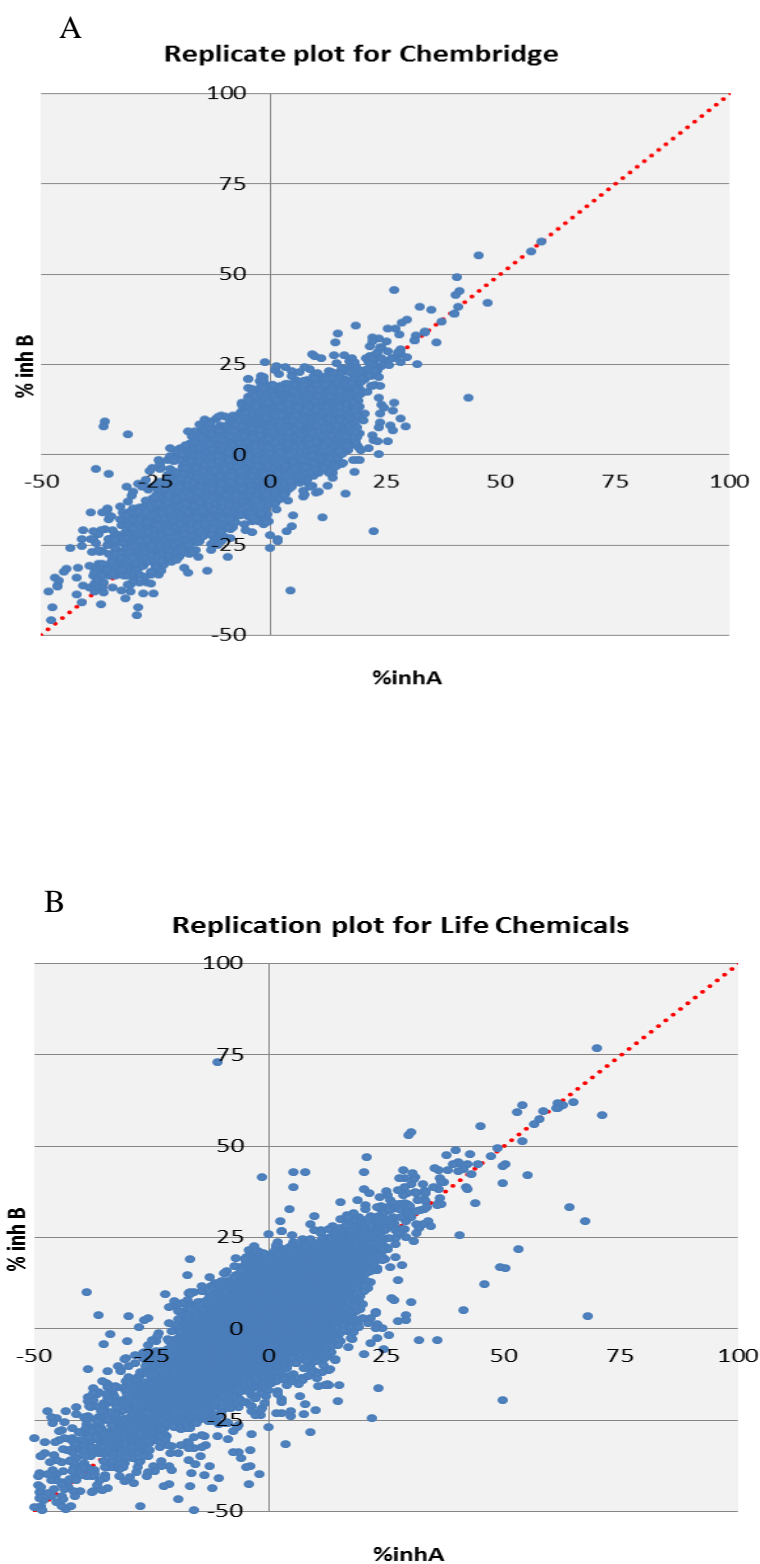 A
Replicate plot for Chembridge
100
75
50
25
0
-50 -25 0 25 50 75 100
-25
-50
% inh B
%inhA
B
Replication plot for Life Chemicals
100
75
50
25
0
-50 -25 0 25 50 75 100
-25
-50
% inh B
%inhA